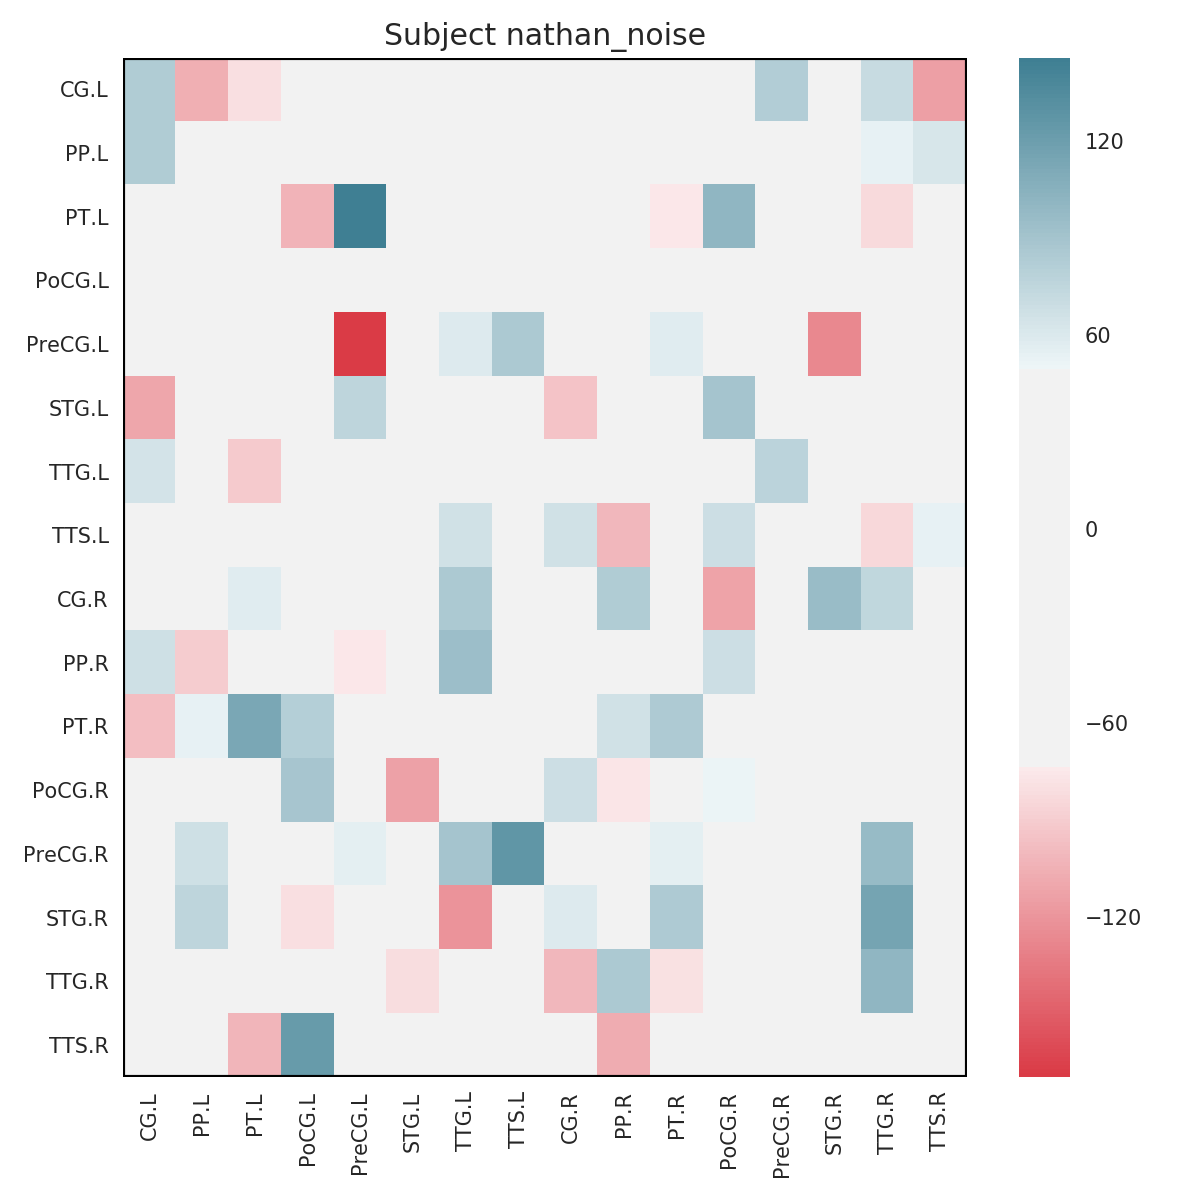 Subject nathan_noise
CG.L
PP.L
PT.L
PoCG.L
PreCG.L
STG.L
TTG.L
TTS.L
CG.R
PP.R
PT.R
PoCG.R
PreCG.R
STG.R
TTG.R
TTS.R
CG.L
PP.L
PT.L
PoCG.L
PreCG.L
STG.L
TTG.L
TTS.L
CG.R
PP.R
PT.R
PoCG.R
PreCG.R
STG.R
TTG.R
TTS.R
120
60
0
−60
−120